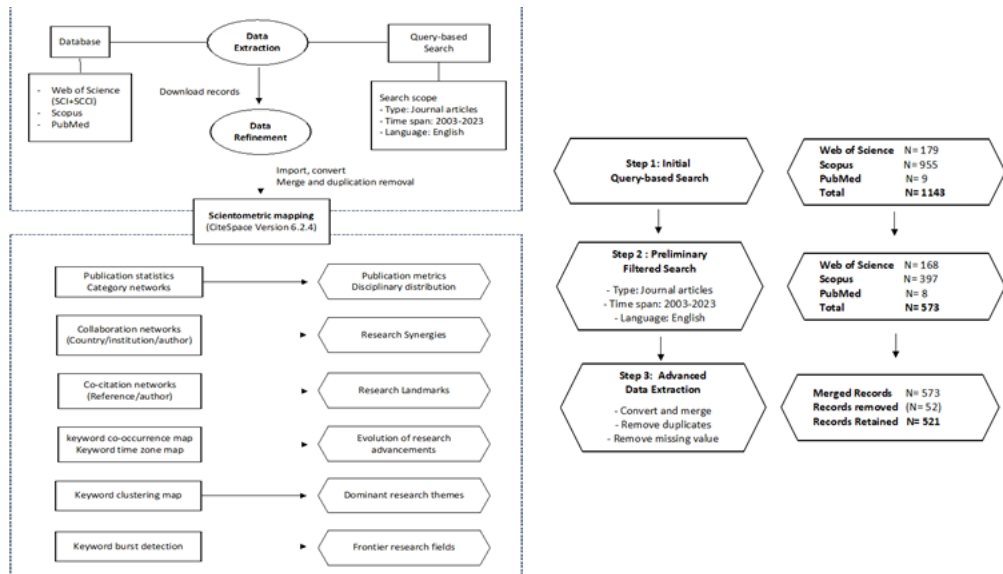 Database
Data
Extraction
Query-based
Search
- Web of Science
(SCI+SCCI)
- Scopus
- PubMed
Download records
Search scope
- Type: Journal articles
- Time span: 2003-2023
- Language: English
Data
Refinement
Import, convert
Merge and duplication removal
Scientometric mapping
(CiteSpace Version 6.2.4)
Publication statistics
Category networks
Publication metrics
Disciplinary distribution
Collaboration networks
(Country/institution/author)
Research Synergies
Co-citation networks
(Reference/author)
Research Landmarks
keyword co-occurrence map
Keyword time zone map
Evolution of research
advancements
Keyword clustering map
Dominant research themes
Keyword burst detection
Frontier research fields
Step 1: Initial
Query-based Search
Web of Science N= 179
Scopus N= 955
PubMed N= 9
Total N= 1143
Step 2 : Preliminary
Filtered Search
- Type: Journal articles
- Time span: 2003-2023
- Language: English
Web of Science N= 168
Scopus N= 397
PubMed N= 8
Total N= 573
Step 3: Advanced
Data Extraction
- Convert and merge
- Remove duplicates
- Remove missing value
Merged Records N= 573
Records removed (N= 52)
Records Retained N= 521